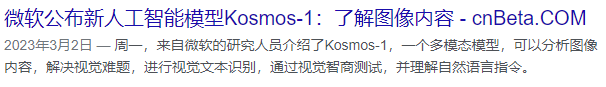 微软公布新人工智能模型Kosmos-1：了解图像内容 - cnBeta.COM
2023年3月2日 — 周一，来自微软的研究人员介绍了Kosmos-1，一个多模态模型，可以分析图像
内容，解决视觉难题，进行视觉文本识别，通过视觉智商测试，并理解自然语言指令。